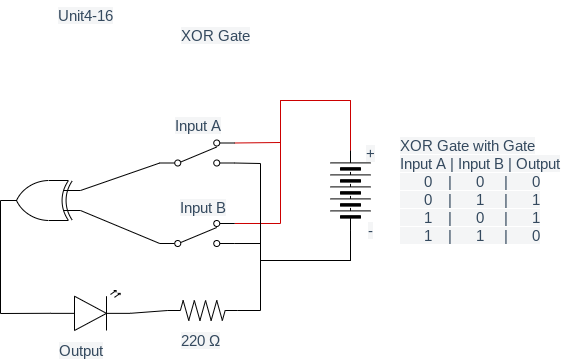 Unit4-16
XOR Gate
Input A
Input B
+
-
XOR Gate with Gate
Input A | Input B | Output
0 | 0 | 0
0 | 1 | 1
1 | 0 | 1
1 | 1 | 0
220 Ω
Output